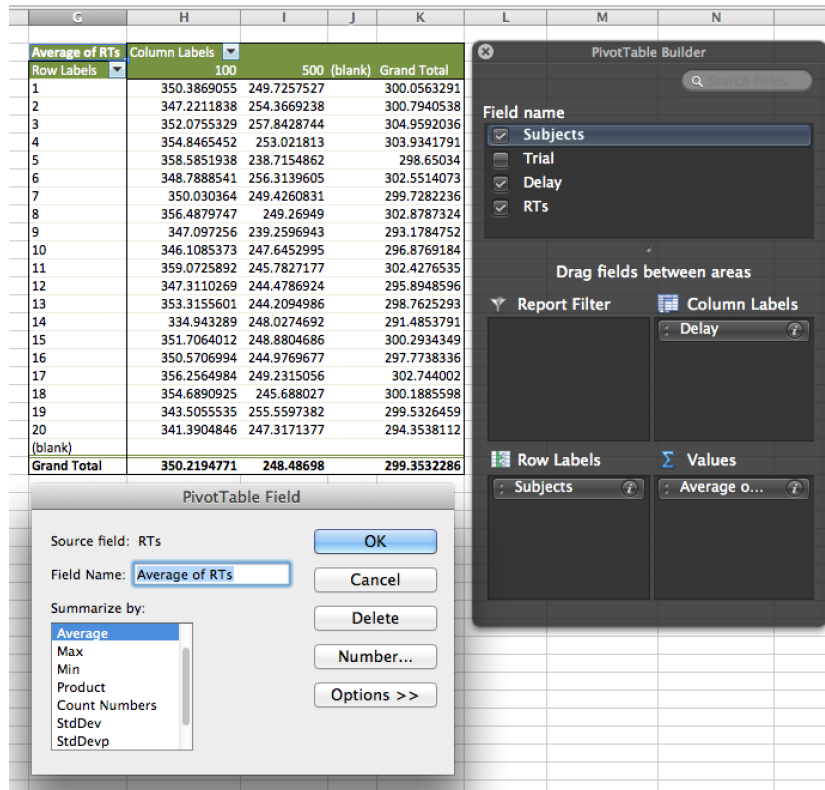 G H I J K L M N
Average of RTs Column Labels
Row Labels 100 500 (blank) Grand Total
1 350.3869055 249.7257527 300.0563291
2 347.2211838 254.3669238 300.7940538
3 352.0755329 257.8428744 304.9592036
4 354.8465452 253.021813 303.9341791
5 358.5851938 238.7154862 298.65034
6 348.7888541 256.3139605 302.5514073
7 350.030364 249.4260831 299.7282236
8 356.4879747 249.26949 302.8787324
9 347.097256 239.2596943 293.1784752
10 346.1085373 247.6452995 296.8769184
11 359.0725892 245.7827177 302.4276535
12 347.3110269 244.4786924 295.8948596
13 353.3155601 244.2094986 298.7625293
14 334.943289 248.0274692 291.4853791
15 351.7064012 248.8804686 300.2934349
16 350.5706994 244.9769677 297.7738336
17 356.2564984 249.2315056 302.744002
18 354.6890925 245.688027 300.1885598
19 343.5055535 255.5597382 299.5326459
20 341.3904846 247.3171377 294.3538112
(blank)
Grand Total 350.2194771 248.48698 299.3532286
PivotTable Builder
Search fields
Field name
Subjects
Trial
Delay
RTs
Drag fields between areas
Report Filter
Column Labels
Delay
Row Labels
Subjects
Values
Average o...
PivotTable Field
Source field: RTs
Field Name: Average of RTs
Summarize by:
Average
Max
Min
Product
Count Numbers
StdDev
StdDevp
OK
Cancel
Delete
Number...
Options >>